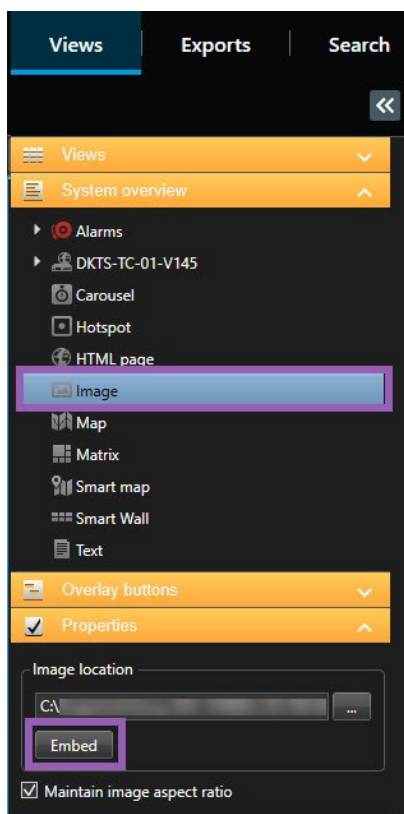 Views Exports Search
Views
System overview
Alarms
DKTS-TC-01-V145
Carousel
Hotspot
HTML page
Image
Map
Matrix
Smart map
Smart Wall
Text
Overlay buttons
Properties
Image location
C:\
...
Embed
Maintain image aspect ratio